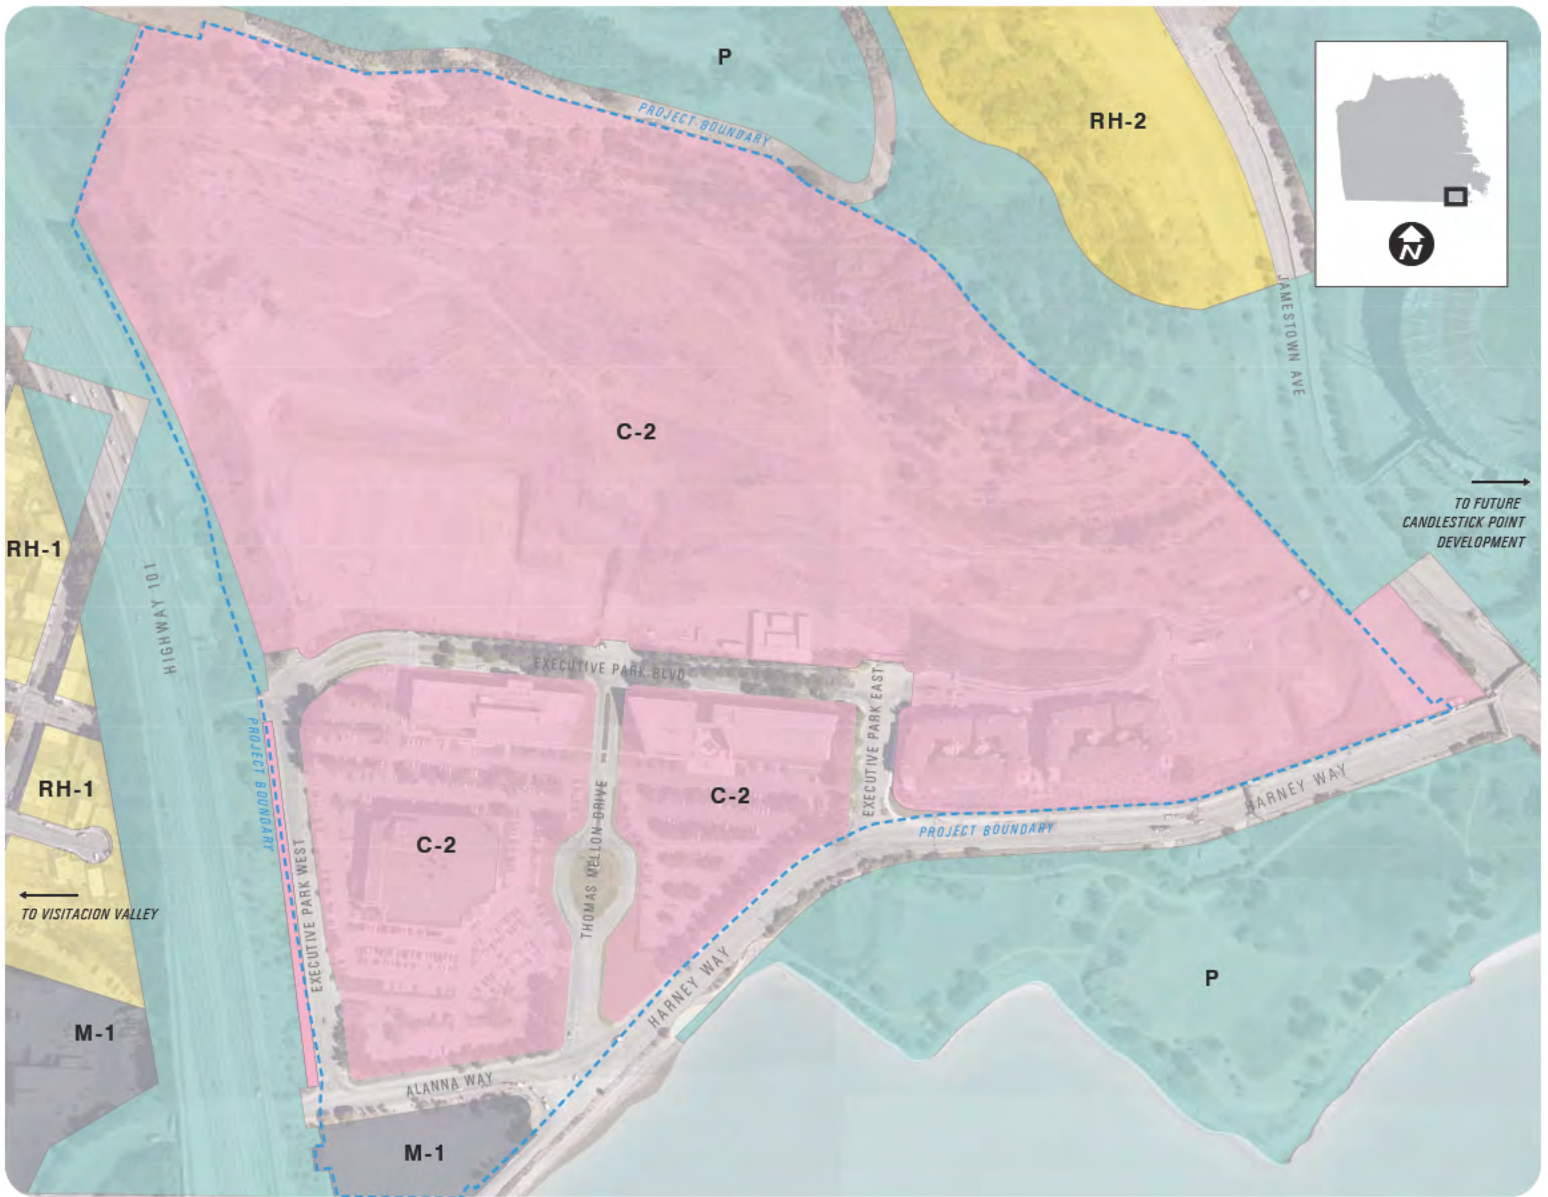 P
PROJECT BOUNDARY
RH-2
N
JAMESTOWN AVE
C-2
TO FUTURE
CANDLESTICK POINT
DEVELOPMENT
RH-1
HIGHWAY 101
EXECUTIVE PARK BLVD
EXECUTIVE PARK EAST
PROJECT BOUNDARY
RH-1
C-2
C-2
THOMAS MELLON DRIVE
HARNEY WAY
PROJECT BOUNDARY
EXECUTIVE PARK WEST
TO VISITACION VALLEY
HARNEY WAY
P
M-1
ALANNA WAY
M-1